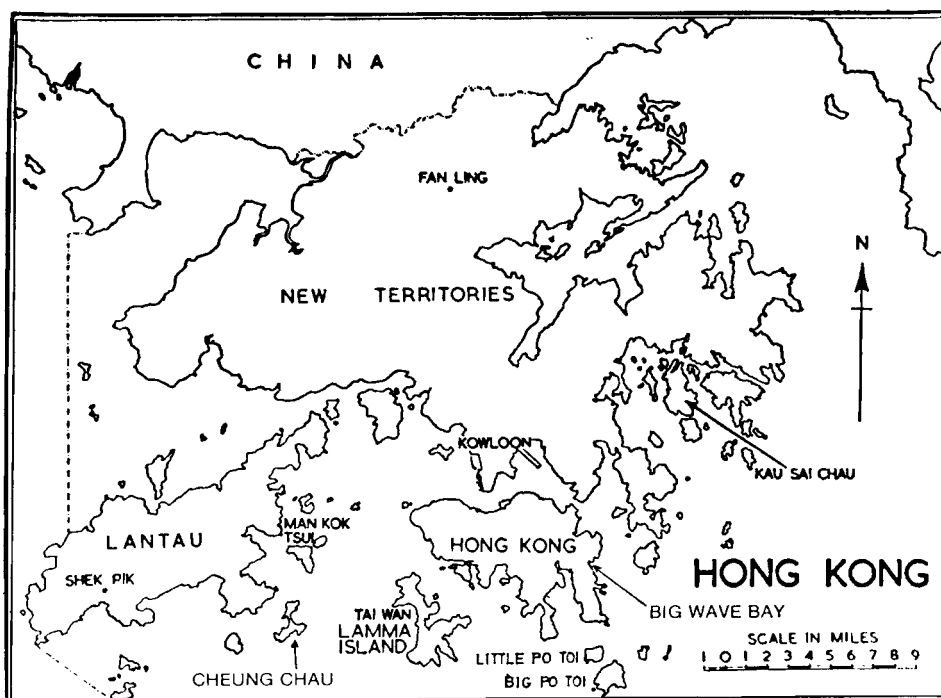 CHINA
FAN LING
N
NEW TERRITORIES
KOWLOON
KAU SAI CHAU
MAN KOK
TSUI
LANTAU
HONG KONG
HONG KONG
SHEK PIK
BIG WAVE BAY
TAI WAN
LAMMA
ISLAND
SCALE IN MILES
1 0 1 2 3 4 5 6 7 8 9
LITTLE PO TOI
CHEUNG CHAU
BIG PO TOI